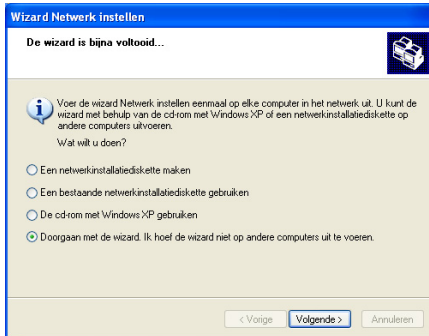 Wizard Netwerk instellen
De wizard is bijna voltooid...
Voer de wizard Netwerk instellen eenmaal op elke computer in het netwerk uit. U kunt de
wizard met behulp van de cd-rom met Windows XP of een netwerkinstallatiediskette op
andere computers uitvoeren.
Wat wilt u doen?
Een netwerkinstallatiediskette maken
Een bestaande netwerkinstallatiediskette gebruiken
De cd-rom met Windows XP gebruiken
Doorgaan met de wizard. Ik hoef de wizard niet op andere computers uit te voeren.
< Vorige Volgende > Annuleren